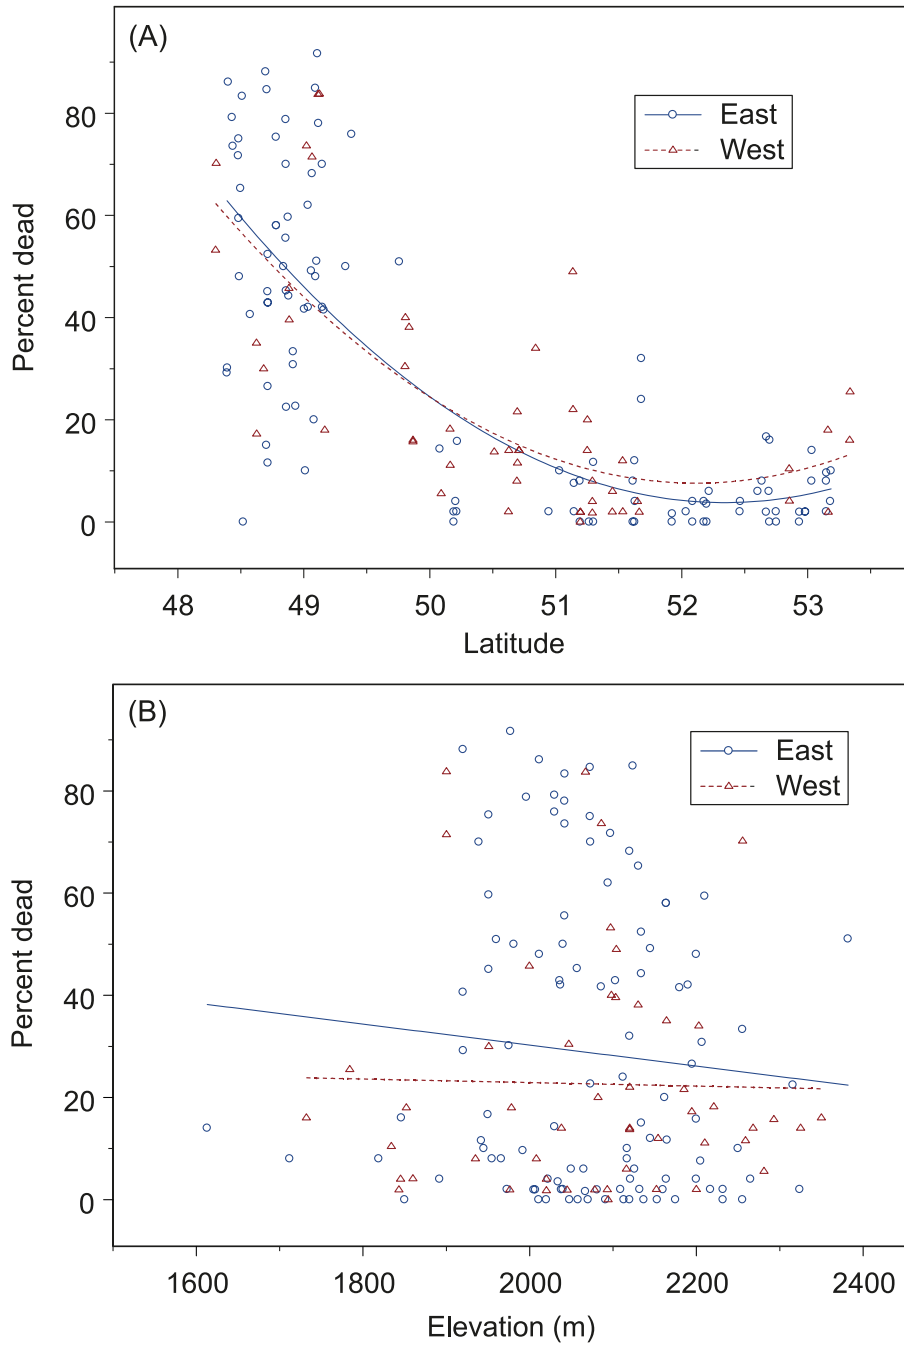 (A)
East
West
Percent dead
80
60
40
20
0
48 49 50 51 52 53
Latitude
(B)
East
West
Percent dead
80
60
40
20
0
1600 1800 2000 2200 2400
Elevation (m)